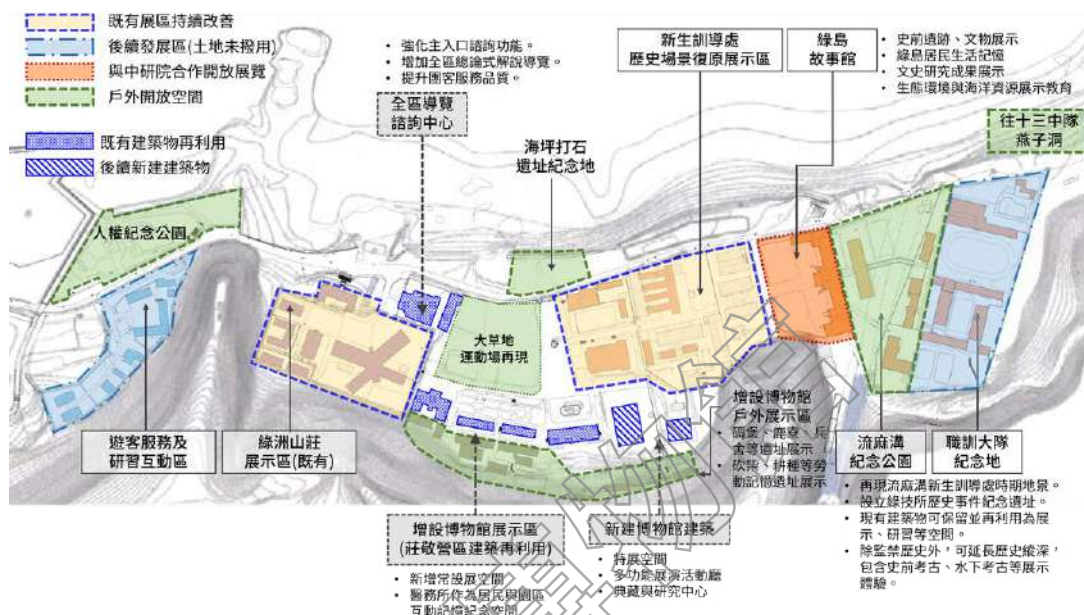 既有展區持續改善
後續發展區(土地未撥用)
與中研院合作開放展覽
戶外開放空間
既有建築物再利用
後續新建建築物
• 強化主入口諮詢功能。
• 增加全區總論式解說導覽。
• 提升團客服務品質。
全區導覽
諮詢中心
海坪打石
遺址紀念地
新生訓導處
歷史場景復原展示區
綠島
故事館
• 史前遺跡、文物展示
• 綠島居民生活記憶
• 文史研究成果展示
• 生態環境與海洋資源展示教育
往十三中隊
燕子洞
人權紀念公園
大草地
運動場再現
遊客服務及
研習互動區
綠洲山莊
展示區(既有)
增設博物館
戶外展示區
• 碉堡、鹿寮、兵
舍等遺址展示
• 砍柴、耕種等勞
動記憶遺址展示
流麻溝
紀念公園
職訓大隊
紀念地
• 再現流麻溝新生訓導處時期地景。
• 設立綠技所歷史事件紀念遺址。
• 現有建築物可保留並再利用為展
示、研習等空間。
• 除監禁歷史外，可延長歷史縱深，
包含史前考古、水下考古等展示
體驗。
增設博物館展示區
(莊敬營區建築再利用)
• 新增常設展空間
• 醫務所作為居民與園區
互動記憶紀念空間
新建博物館建築
• 特展空間
• 多功能展演活動廳
• 典藏與研究中心